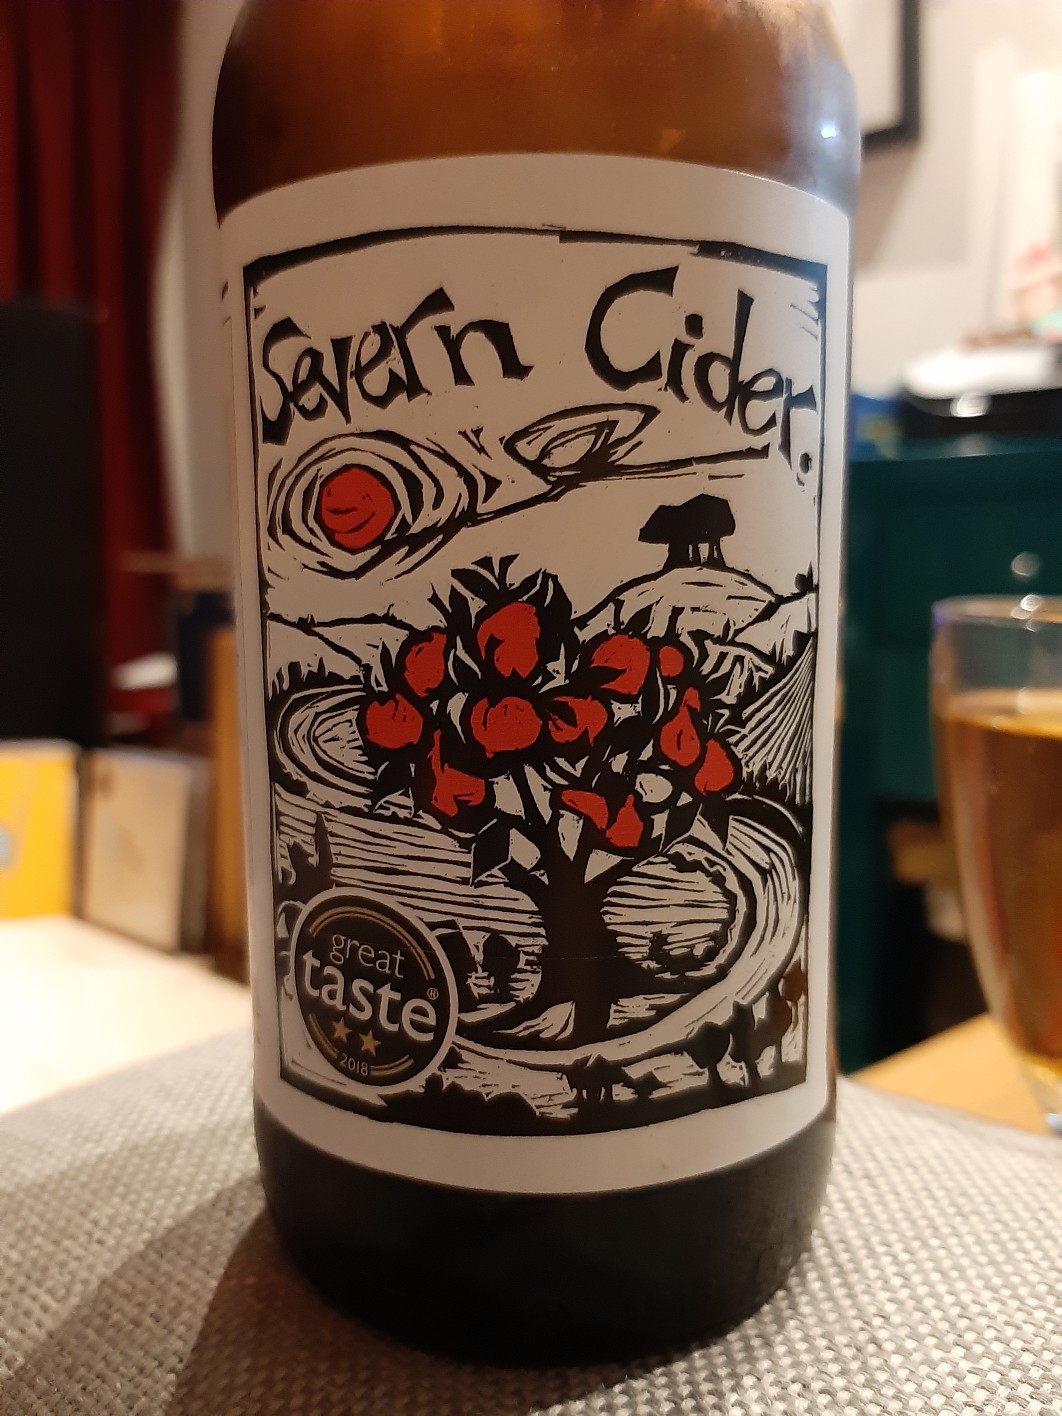 Severn Cider.
great
taste®
2018